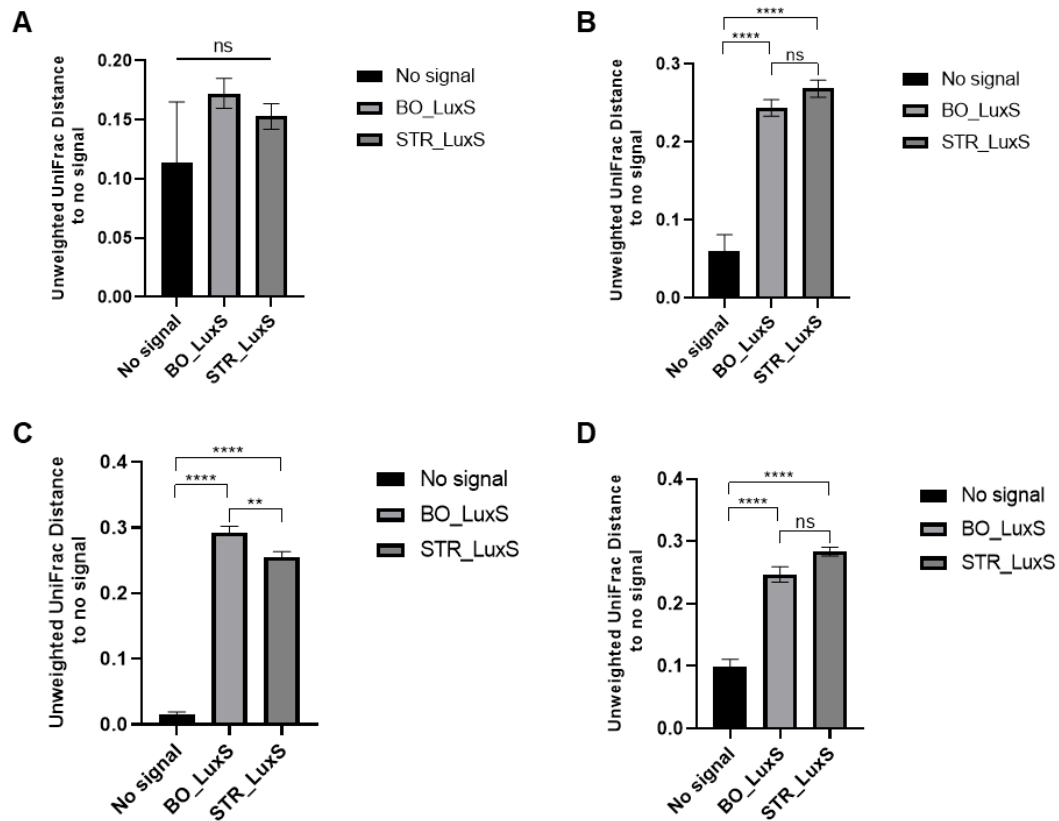 A
ns
0.20
0.15
0.10
0.05
0.00
Unweighted UniFrac Distance
to no signal
No signal
BO_LuxS
STR_LuxS
No signal
BO_LuxS
STR_LuxS
B
****
****
ns
0.3
0.2
0.1
0.0
Unweighted UniFrac Distance
to no signal
No signal
BO_LuxS
STR_LuxS
No signal
BO_LuxS
STR_LuxS
C
****
****
**
0.4
0.3
0.2
0.1
0.0
Unweighted UniFrac Distance
to no signal
No signal
BO_LuxS
STR_LuxS
No signal
BO_LuxS
STR_LuxS
D
****
****
ns
0.4
0.3
0.2
0.1
0.0
Unweighted UniFrac Distance
to no signal
No signal
BO_LuxS
STR_LuxS
No signal
BO_LuxS
STR_LuxS